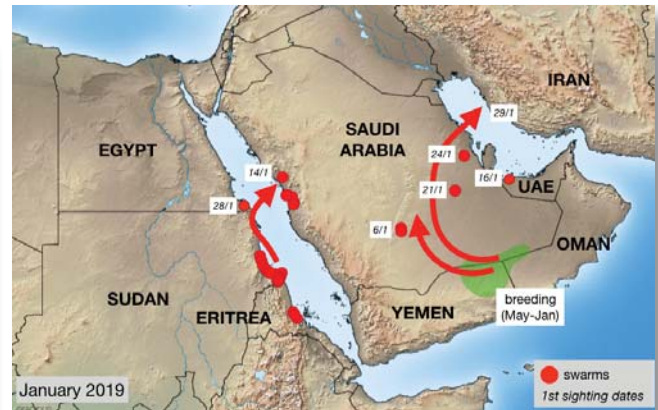 IRAN
29/1
SAUDI
ARABIA
EGYPT
24/1
14/1
16/1
UAE
21/1
28/1
6/1
OMAN
SUDAN
YEMEN
ERITREA
breeding
(May-Jan)
swarms
January 2019
1st sighting dates